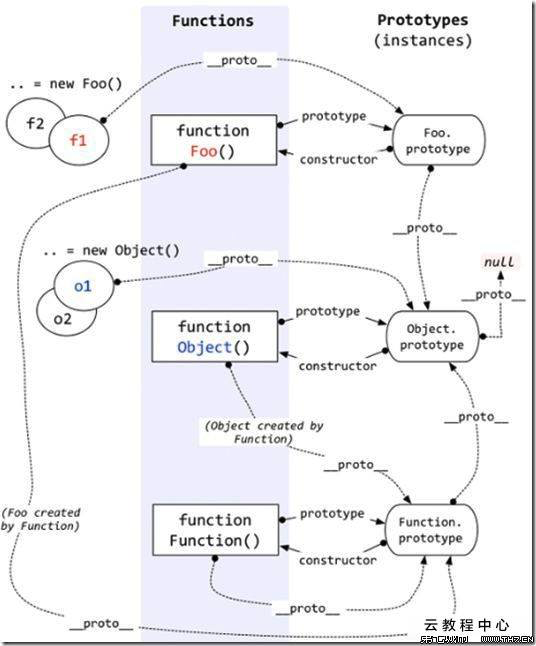 Functions
Prototypes
(instances)
__proto__
.. = new Foo()
f2
f1
function
Foo()
prototype
constructor
Foo.
prototype
__proto__
.. = new Object()
__proto__
null
__proto__
o1
o2
function
Object()
prototype
constructor
Object.
prototype
(Object created by
Function)
__proto__
__proto__
(Foo created
by Function)
function
Function()
prototype
constructor
Function.
prototype
__proto__
__proto__
云教程中心